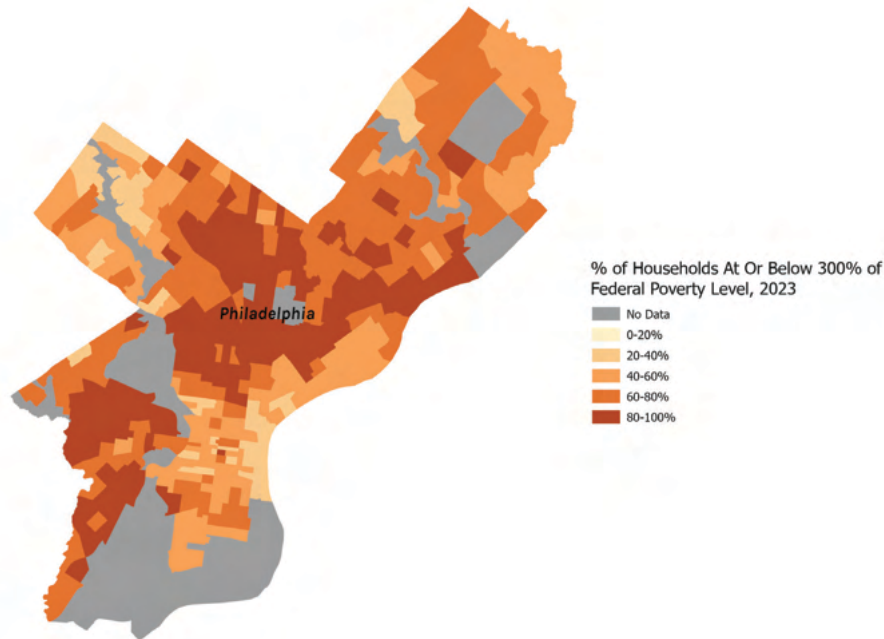 Philadelphia
% of Households At Or Below 300% of
Federal Poverty Level, 2023
No Data
0-20%
20-40%
40-60%
60-80%
80-100%